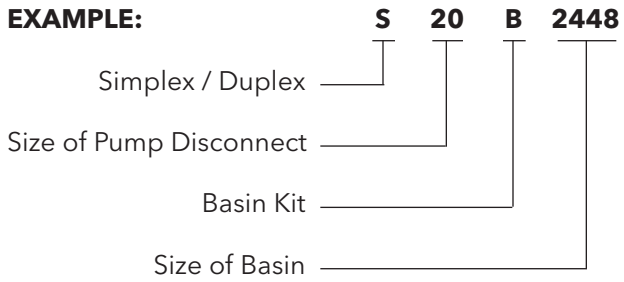 EXAMPLE: S 20 B 2448
Simplex / Duplex
Size of Pump Disconnect
Basin Kit
Size of Basin